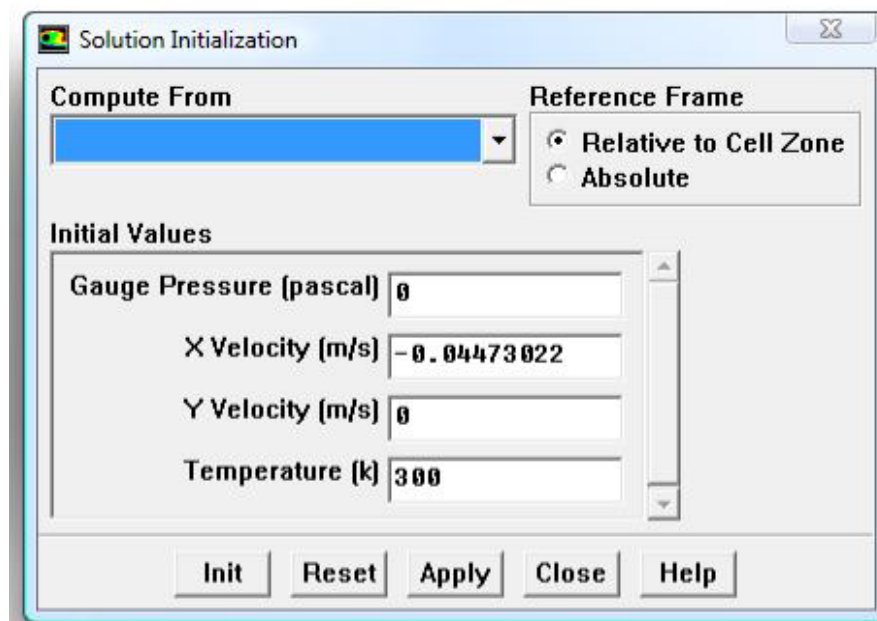 Solution Initialization
Compute From
Reference Frame
Relative to Cell Zone
Absolute
Initial Values
Gauge Pressure (pascal) 0
X Velocity (m/s) -0.04473022
Y Velocity (m/s) 0
Temperature (k) 300
Init Reset Apply Close Help